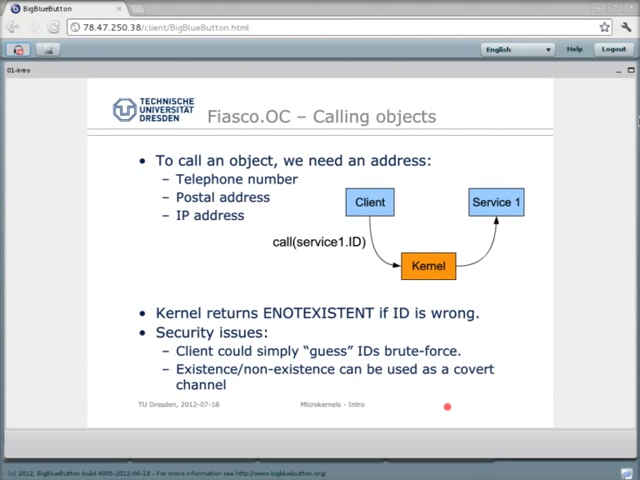 BigBlueButton
78.47.250.38/client/BigBlueButton.html
English
Help
Logout
01-Intro
TECHNISCHE
UNIVERSITÄT
DRESDEN
Fiasco.OC – Calling objects
• To call an object, we need an address:
– Telephone number
– Postal address
– IP address
Client
Service 1
call(service1.ID)
Kernel
• Kernel returns ENOTEXISTENT if ID is wrong.
• Security issues:
– Client could simply “guess” IDs brute-force.
– Existence/non-existence can be used as a covert
channel
TU Dresden, 2012-07-18
Microkernels - Intro
(c) 2012, BigBlueButton build 4005-2012-06-18 - For more information see http://www.bigbluebutton.org/